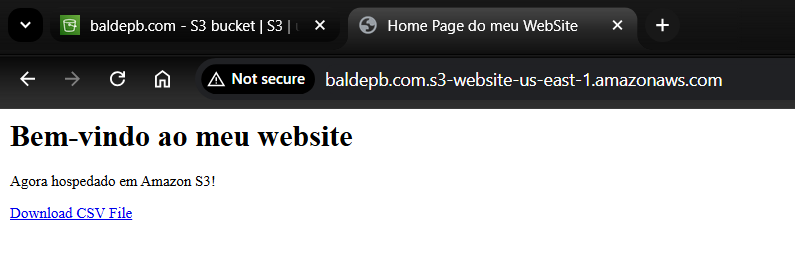 baldepb.com - S3 bucket | S3 |
Home Page do meu WebSite
Not secure
baldepb.com.s3-website-us-east-1.amazonaws.com
Bem-vindo ao meu website
Agora hospedado em Amazon S3!
Download CSV File